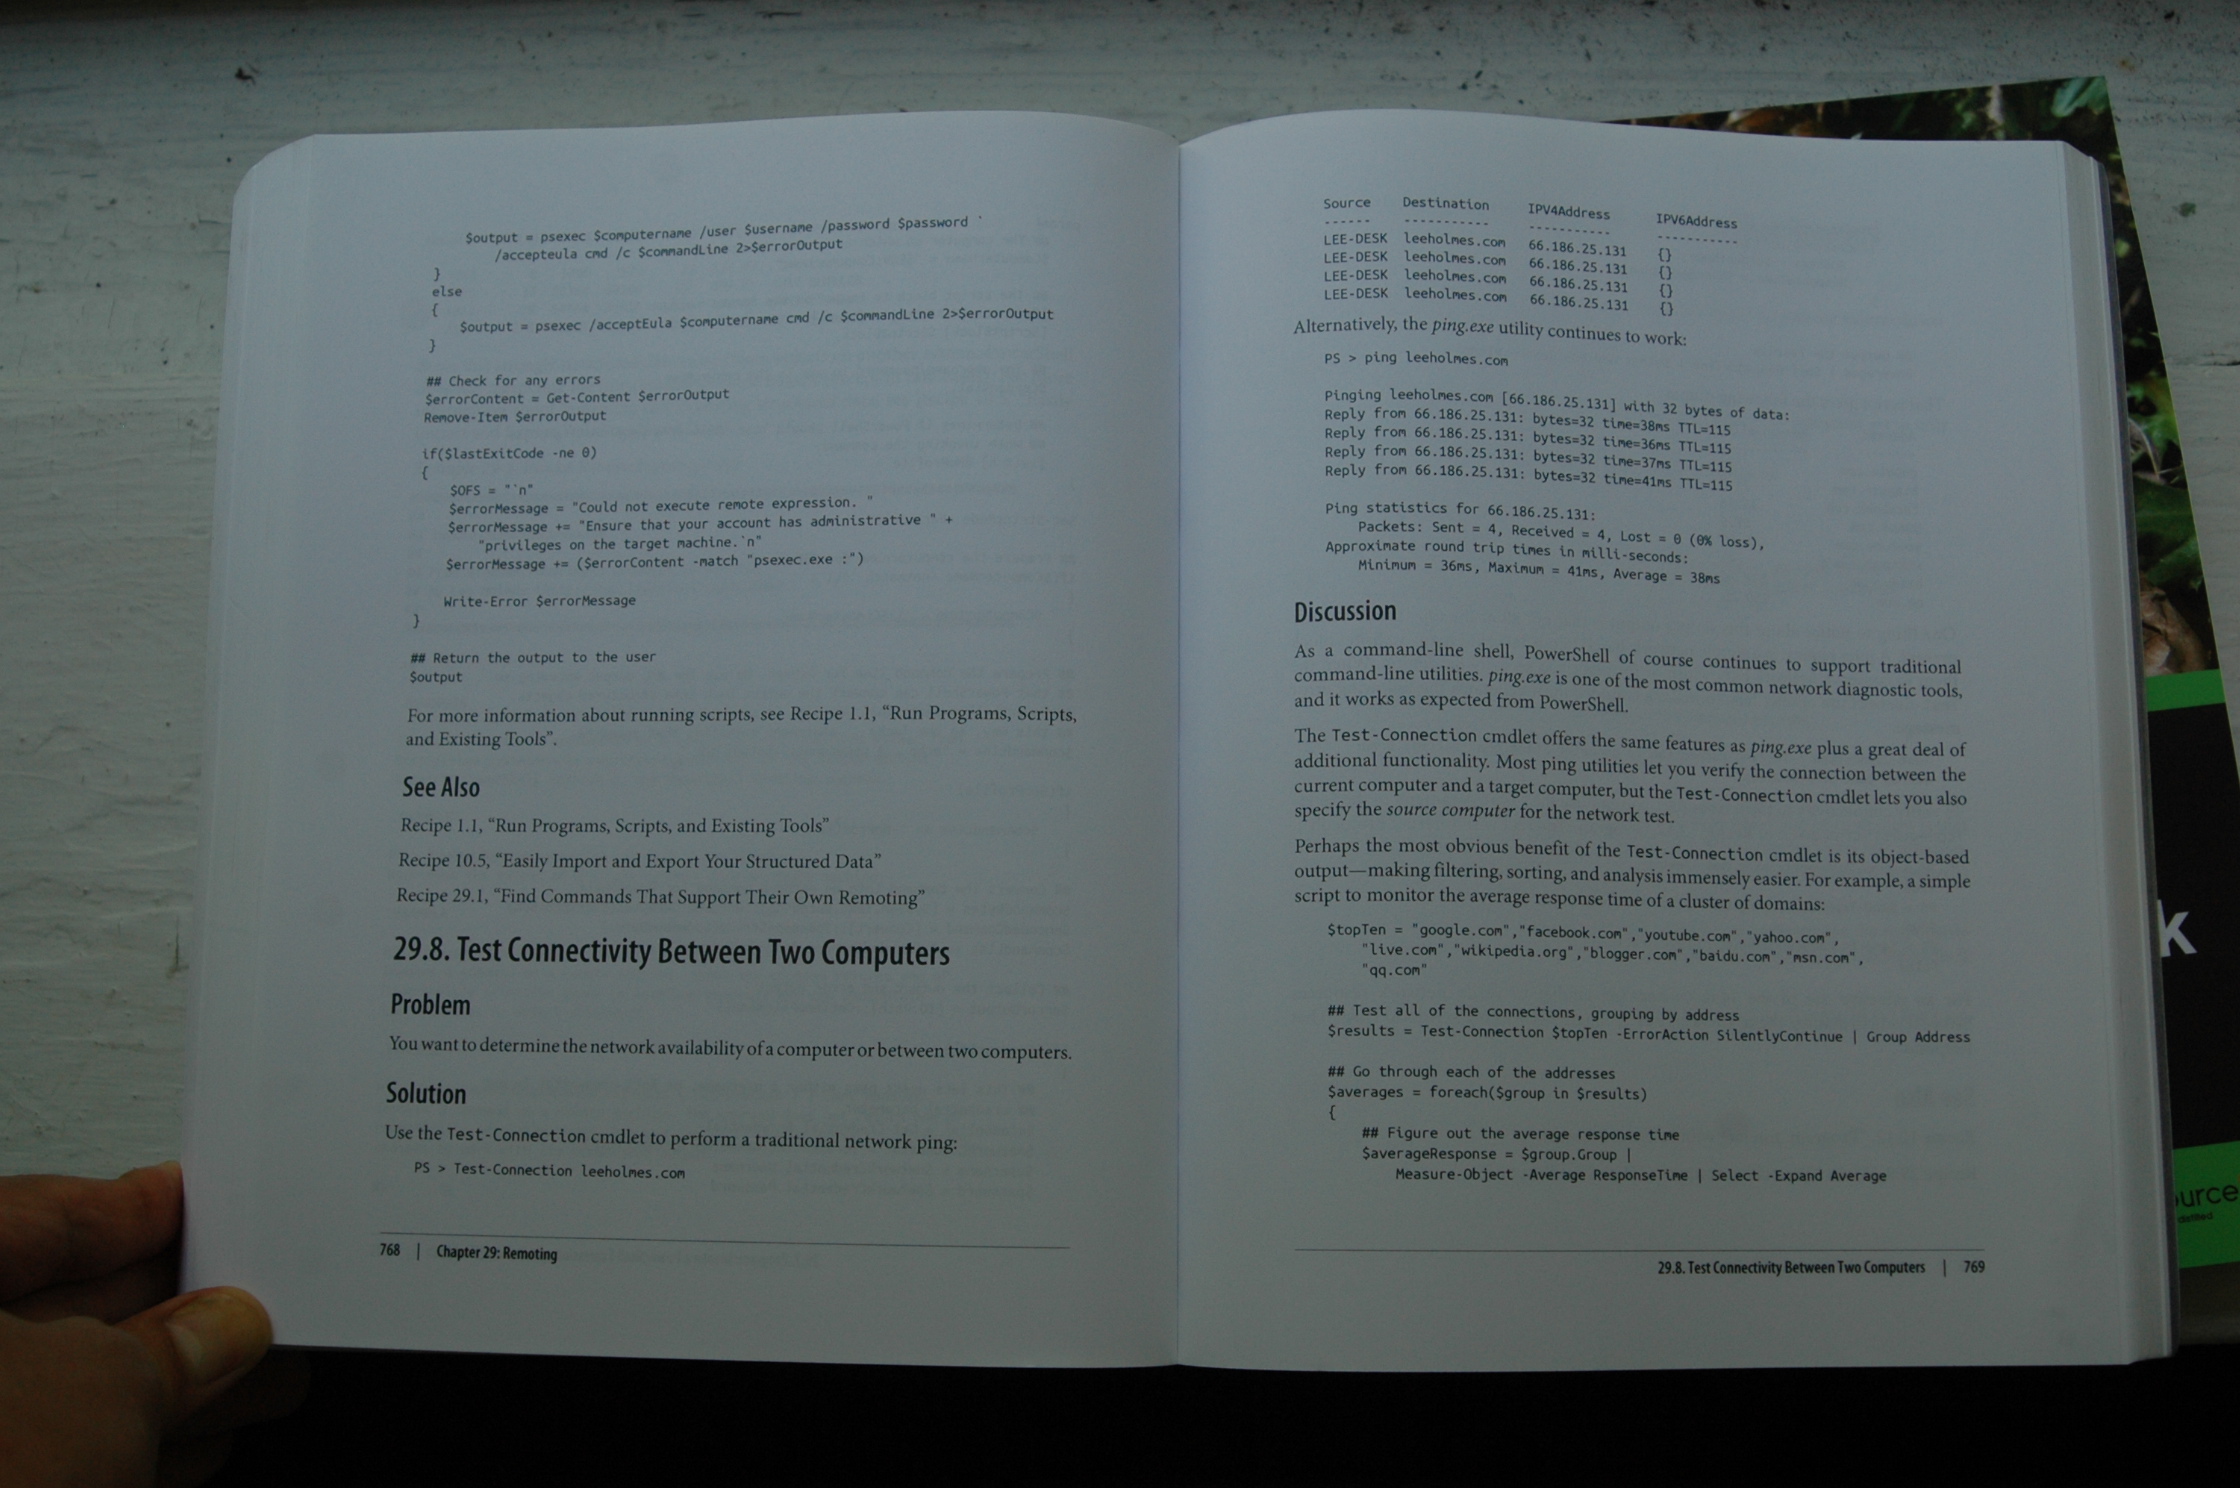 $output = psexec $computername /user $username /password $password `
/accepteula cmd /c $commandLine 2>$errorOutput
}
else
{
$output = psexec /acceptEula $computername cmd /c $commandLine 2>$errorOutput
}
## Check for any errors
$errorContent = Get-Content $errorOutput
Remove-Item $errorOutput
if($lastExitCode -ne 0)
{
$OFS = "`n"
$errorMessage = "Could not execute remote expression. "
$errorMessage += "Ensure that your account has administrative " +
"privileges on the target machine.`n"
$errorMessage += ($errorContent -match "psexec.exe :")
Write-Error $errorMessage
}
## Return the output to the user
$output
For more information about running scripts, see Recipe 1.1, “Run Programs, Scripts,
and Existing Tools”.
See Also
Recipe 1.1, “Run Programs, Scripts, and Existing Tools”
Recipe 10.5, “Easily Import and Export Your Structured Data”
Recipe 29.1, “Find Commands That Support Their Own Remoting”
29.8. Test Connectivity Between Two Computers
Problem
You want to determine the network availability of a computer or between two computers.
Solution
Use the Test-Connection cmdlet to perform a traditional network ping:
PS > Test-Connection leeholmes.com
768 | Chapter 29: Remoting
Source Destination IPV4Address IPV6Address
------ ----------- ----------- -----------
LEE-DESK leeholmes.com 66.186.25.131 {}
LEE-DESK leeholmes.com 66.186.25.131 {}
LEE-DESK leeholmes.com 66.186.25.131 {}
LEE-DESK leeholmes.com 66.186.25.131 {}
Alternatively, the ping.exe utility continues to work:
PS > ping leeholmes.com
Pinging leeholmes.com [66.186.25.131] with 32 bytes of data:
Reply from 66.186.25.131: bytes=32 time=38ms TTL=115
Reply from 66.186.25.131: bytes=32 time=36ms TTL=115
Reply from 66.186.25.131: bytes=32 time=37ms TTL=115
Reply from 66.186.25.131: bytes=32 time=41ms TTL=115
Ping statistics for 66.186.25.131:
Packets: Sent = 4, Received = 4, Lost = 0 (0% loss),
Approximate round trip times in milli-seconds:
Minimum = 36ms, Maximum = 41ms, Average = 38ms
Discussion
As a command-line shell, PowerShell of course continues to support traditional
command-line utilities. ping.exe is one of the most common network diagnostic tools,
and it works as expected from PowerShell.
The Test-Connection cmdlet offers the same features as ping.exe plus a great deal of
additional functionality. Most ping utilities let you verify the connection between the
current computer and a target computer, but the Test-Connection cmdlet lets you also
specify the source computer for the network test.
Perhaps the most obvious benefit of the Test-Connection cmdlet is its object-based
output—making filtering, sorting, and analysis immensely easier. For example, a simple
script to monitor the average response time of a cluster of domains:
$topTen = "google.com","facebook.com","youtube.com","yahoo.com",
"live.com","wikipedia.org","blogger.com","baidu.com","msn.com",
"qq.com"
## Test all of the connections, grouping by address
$results = Test-Connection $topTen -ErrorAction SilentlyContinue | Group Address
## Go through each of the addresses
$averages = foreach($group in $results)
{
## Figure out the average response time
$averageResponse = $group.Group |
Measure-Object -Average ResponseTime | Select -Expand Average
29.8. Test Connectivity Between Two Computers | 769
k
urce